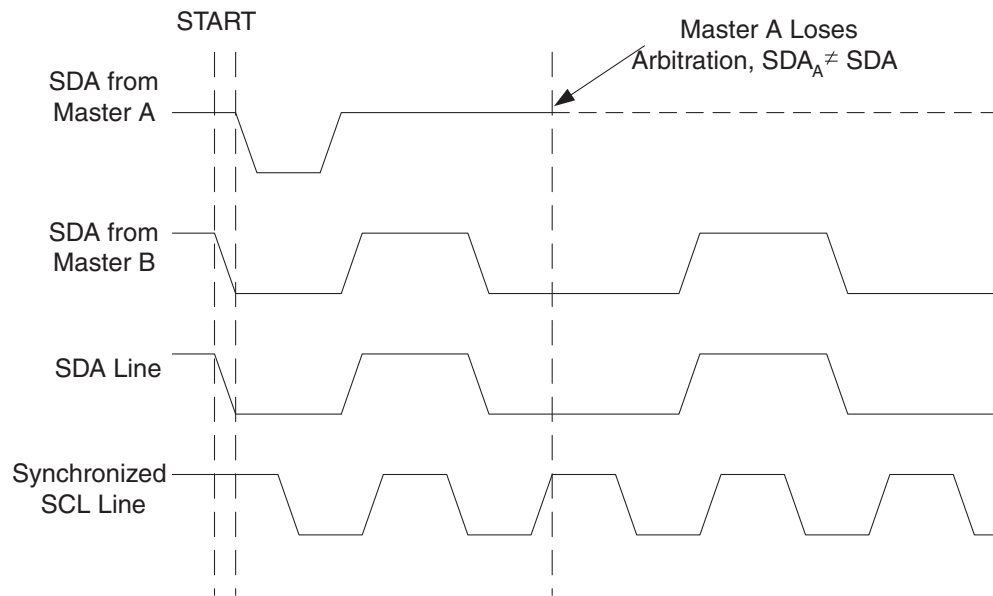 START
Master A Loses
Arbitration, SDA_A ≠ SDA
SDA from
Master A
SDA from
Master B
SDA Line
Synchronized
SCL Line